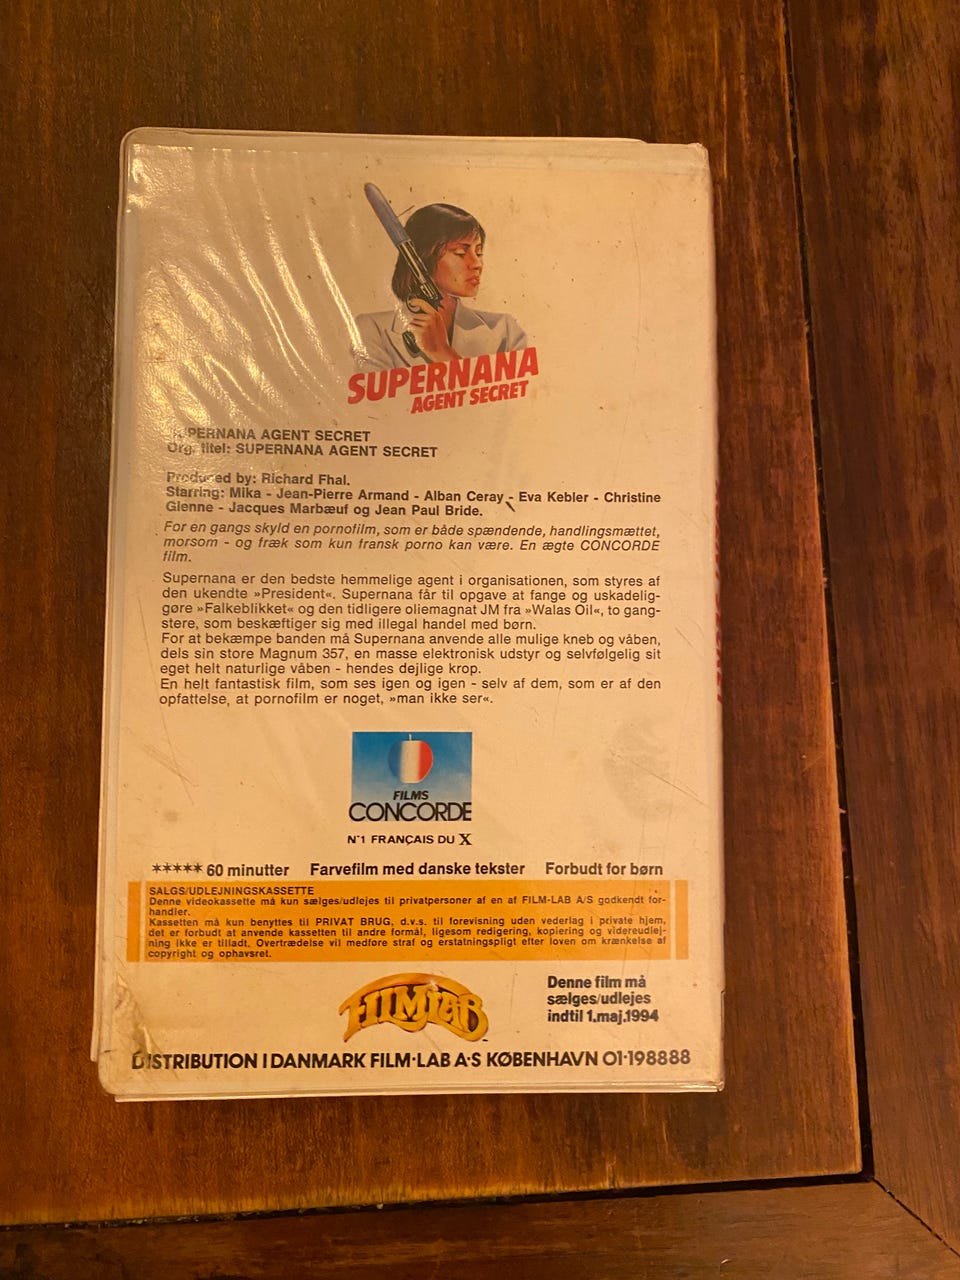 SUPERNANA
AGENT SECRET
SUPERNANA AGENT SECRET
Org. titel: SUPERNANA AGENT SECRET
Produced by: Richard Fhal.
Starring: Mika - Jean-Pierre Armand - Alban Ceray - Eva Kebler - Christine
Glenne - Jacques Marbæuf og Jean Paul Bride.
For en gangs skyld en pornofilm, som er både spændende, handlingsmættet,
morsom - og fræk som kun fransk porno kan være. En ægte CONCORDE
film.
Supernana er den bedste hemmelige agent i organisationen, som styres af
den ukendte »President«. Supernana får til opgave at fange og uskadelig-
gøre »Falkeblikket« og den tidligere oliemagnat JM fra »Walas Oil«, to gang-
stere, som beskæftiger sig med illegal handel med børn.
For at bekæmpe banden må Supernana anvende alle mulige kneb og våben,
dels sin store Magnum 357, en masse elektronisk udstyr og selvfølgelig sit
eget helt naturlige våben - hendes dejlige krop.
En helt fantastisk film, som ses igen og igen - selv af dem, som er af den
opfattelse, at pornofilm er noget, »man ikke ser«.
FILMS
CONCORDE
N°1 FRANÇAIS DU X
***** 60 minutter Farvefilm med danske tekster Forbudt for børn
SALGS/UDLEJNINGSKASSETTE
Denne videokassette må kun sælges/udlejes til privatpersoner af en af FILM-LAB A/S godkendt for-
handler.
Kassetten må kun benyttes til PRIVAT BRUG, d.v.s. til forevisning uden vederlag i private hjem,
det er forbudt at anvende kassetten til andre formål, ligesom redigering, kopiering og videreudlej-
ning ikke er tilladt. Overtrædelse vil medføre straf og erstatningspligt efter loven om krænkelse af
copyright og ophavsret.
FILMLAB
Denne film må
sælges/udlejes
indtil 1.maj.1994
DISTRIBUTION I DANMARK FILM·LAB A·S KØBENHAVN 01·198888